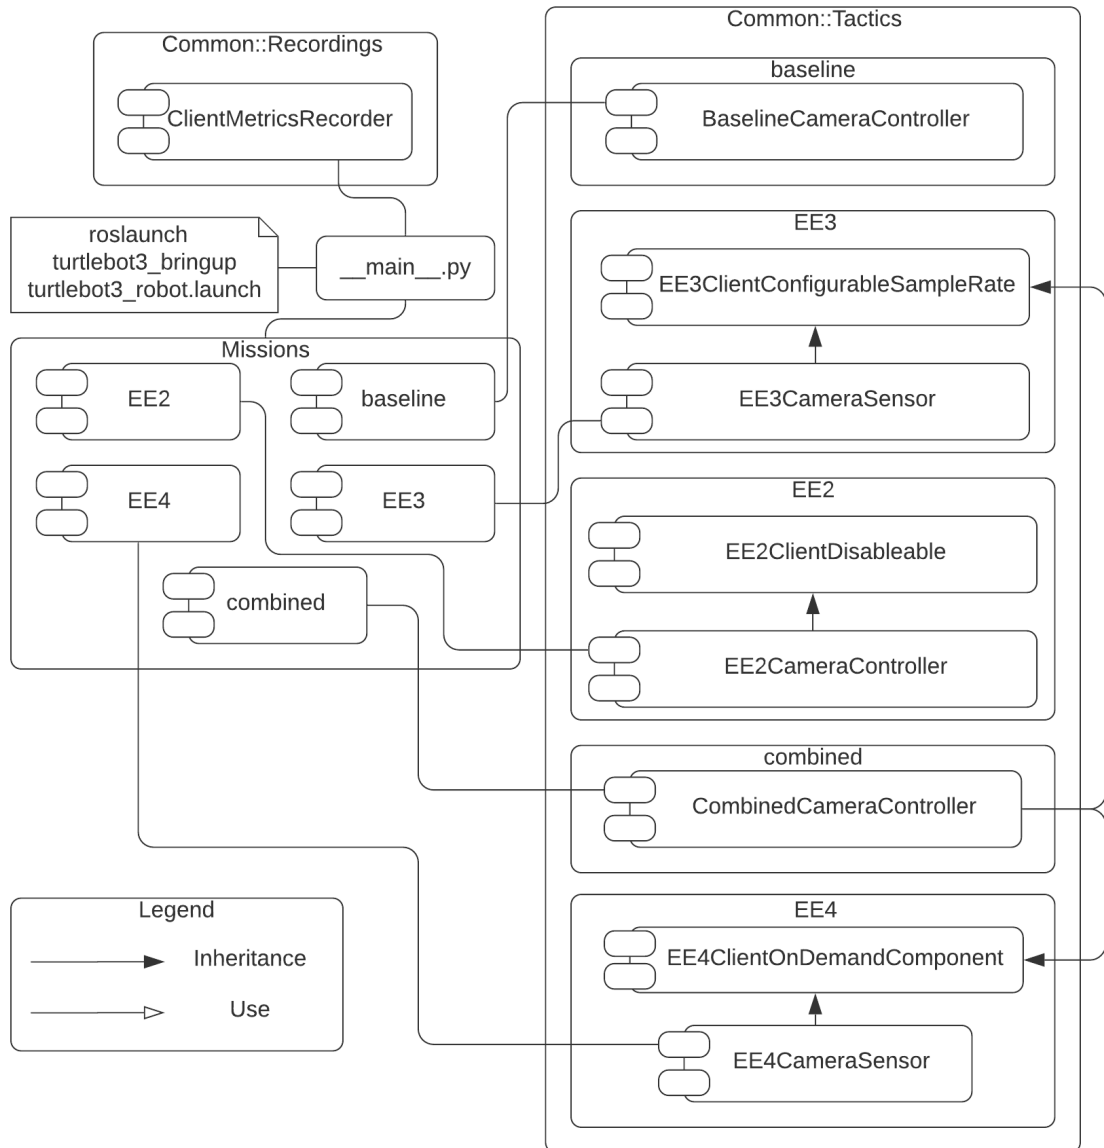 Common::Recordings
ClientMetricsRecorder
roslaunch
turtlebot3_bringup
turtlebot3_robot.launch
__main__.py
Missions
EE2
baseline
EE4
EE3
combined
Common::Tactics
baseline
BaselineCameraController
EE3
EE3ClientConfigurableSampleRate
EE3CameraSensor
EE2
EE2ClientDisableable
EE2CameraController
combined
CombinedCameraController
EE4
EE4ClientOnDemandComponent
EE4CameraSensor
Legend
Inheritance
Use